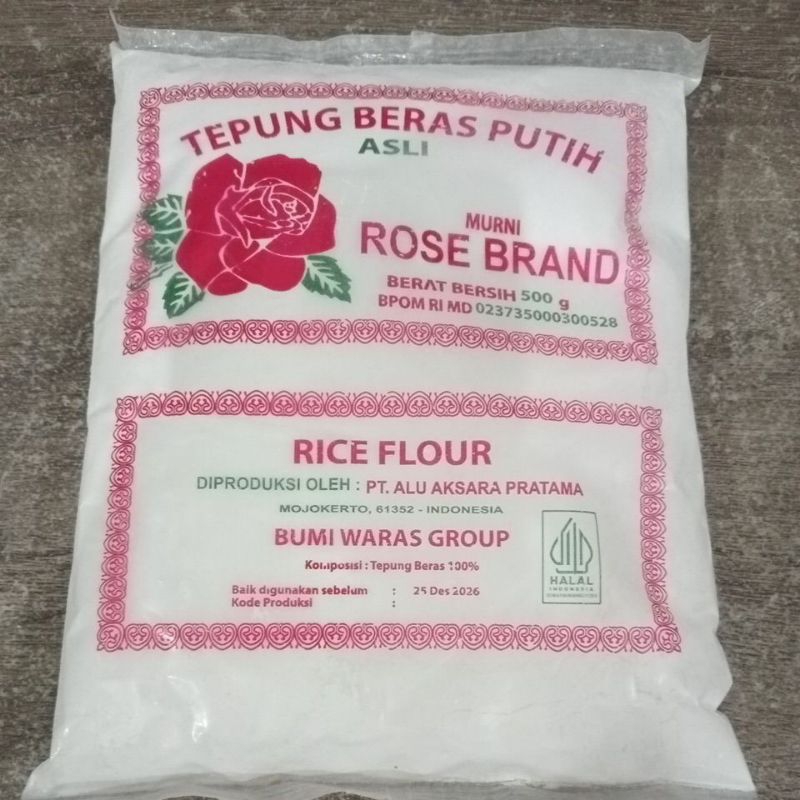 TEPUNG BERAS PUTIH
ASLI
MURNI
ROSE BRAND
BERAT BERSIH 500 g
BPOM RI MD 023735000300528
RICE FLOUR
DIPRODUKSI OLEH : PT. ALU AKSARA PRATAMA
MOJOKERTO, 61352 - INDONESIA
BUMI WARAS GROUP
Komposisi : Tepung Beras 100%
Baik digunakan sebelum : 25 Des 2026
Kode Produksi :
HALAL
INDONESIA